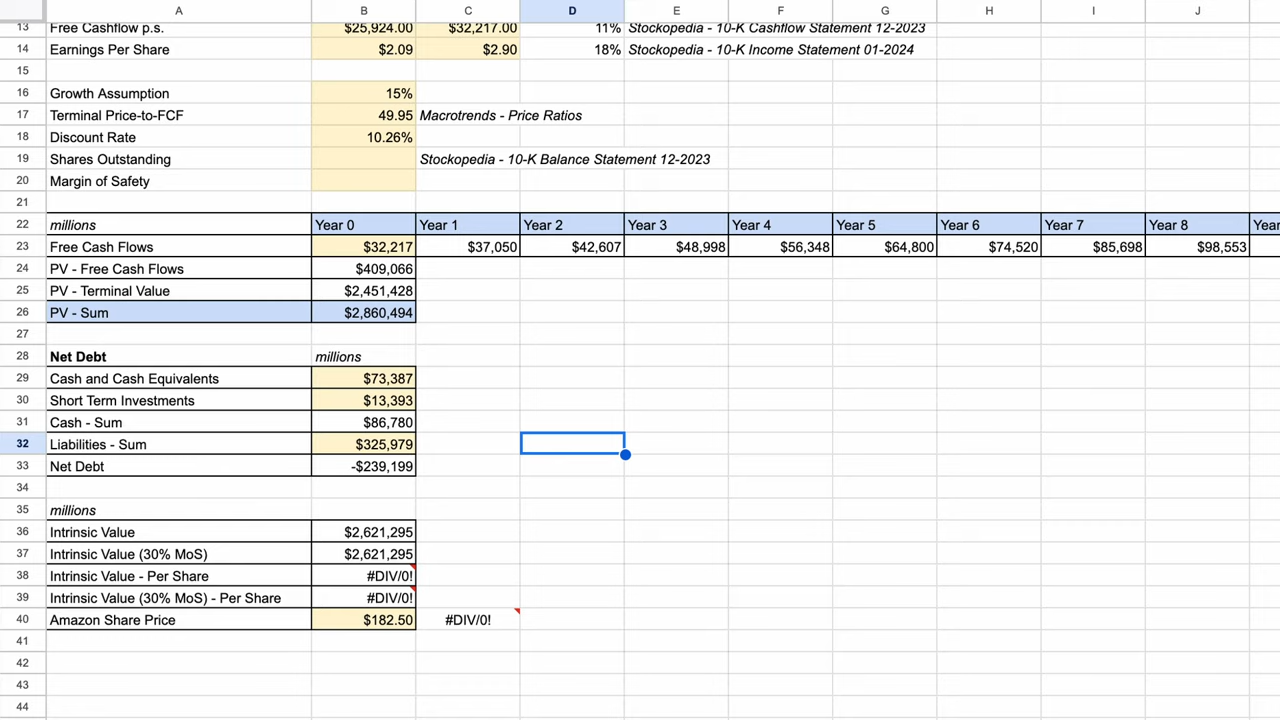 A B C D E F G H I J
13 Free Cashflow p.s. $25,924.00 $32,217.00 11% Stockopedia - 10-K Cashflow Statement 12-2023
14 Earnings Per Share $2.09 $2.90 18% Stockopedia - 10-K Income Statement 01-2024
15
16 Growth Assumption 15%
17 Terminal Price-to-FCF 49.95 Macrotrends - Price Ratios
18 Discount Rate 10.26%
19 Shares Outstanding Stockopedia - 10-K Balance Statement 12-2023
20 Margin of Safety
21
22 millions Year 0 Year 1 Year 2 Year 3 Year 4 Year 5 Year 6 Year 7 Year 8 Year
23 Free Cash Flows $32,217 $37,050 $42,607 $48,998 $56,348 $64,800 $74,520 $85,698 $98,553
24 PV - Free Cash Flows $409,066
25 PV - Terminal Value $2,451,428
26 PV - Sum $2,860,494
27
28 Net Debt millions
29 Cash and Cash Equivalents $73,387
30 Short Term Investments $13,393
31 Cash - Sum $86,780
32 Liabilities - Sum $325,979
33 Net Debt -$239,199
34
35 millions
36 Intrinsic Value $2,621,295
37 Intrinsic Value (30% MoS) $2,621,295
38 Intrinsic Value - Per Share #DIV/0!
39 Intrinsic Value (30% MoS) - Per Share #DIV/0!
40 Amazon Share Price $182.50 #DIV/0!
41
42
43
44